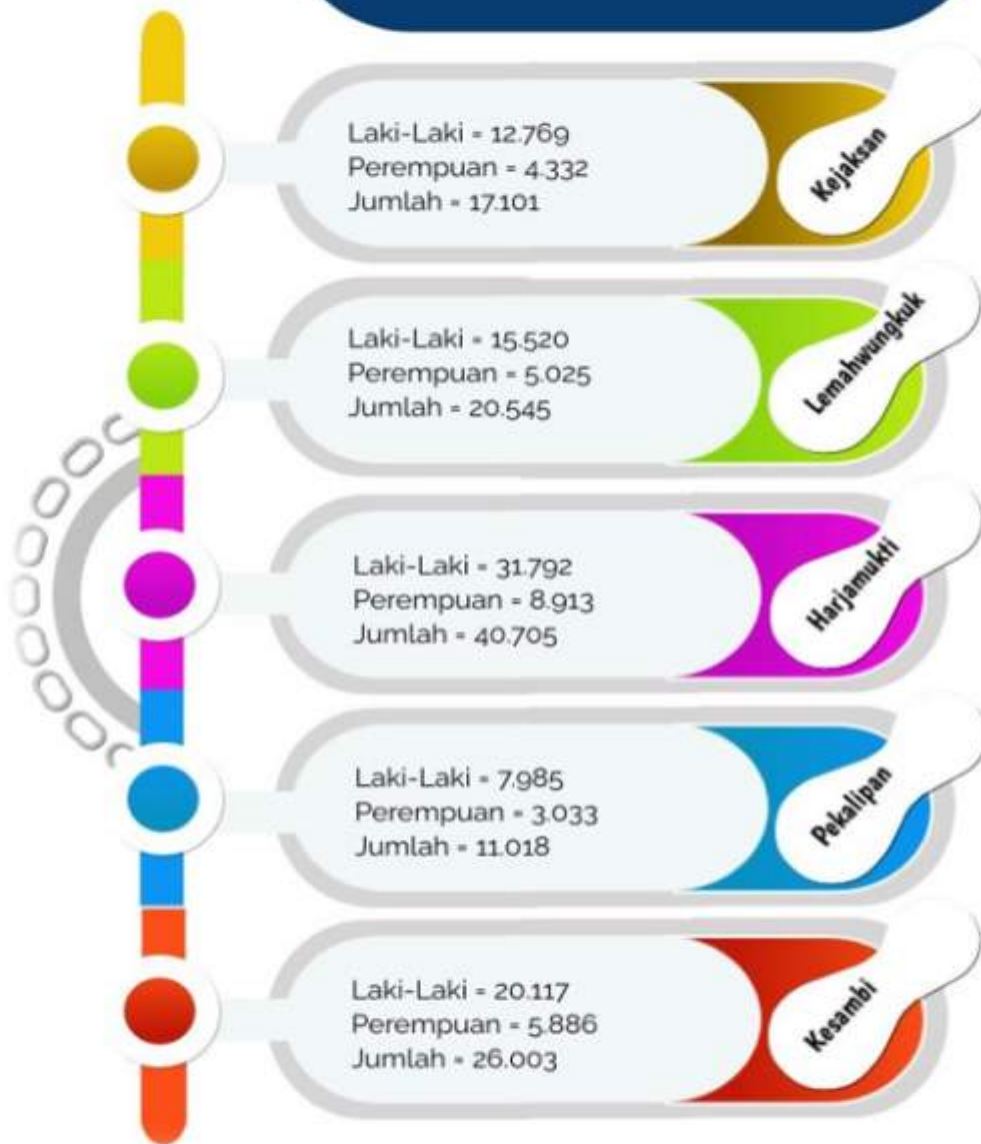 Laki-Laki = 12.769
Perempuan = 4.332
Jumlah = 17.101
Kejaksan
Laki-Laki = 15.520
Perempuan = 5.025
Jumlah = 20.545
Lemahwungkuk
Laki-Laki = 31.792
Perempuan = 8.913
Jumlah = 40.705
Harjamukti
Laki-Laki = 7.985
Perempuan = 3.033
Jumlah = 11.018
Pekalipan
Laki-Laki = 20.117
Perempuan = 5.886
Jumlah = 26.003
Kesambi